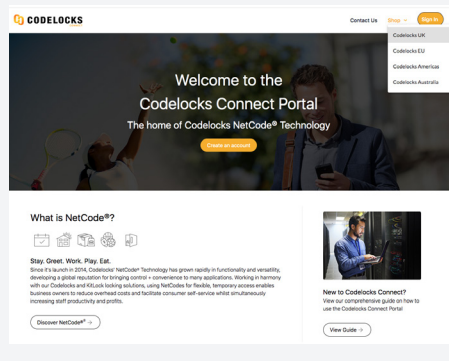 CODELOCKS
Contact Us
Shop
Sign In
Codelocks UK
Codelocks EU
Codelocks Americas
Codelocks Australia
Welcome to the
Codelocks Connect Portal
The home of Codelocks NetCode® Technology
Create an account
What is NetCode®?
Stay. Greet. Work. Play. Eat.
Since it's launch in 2014, Codelocks' NetCode® Technology has grown rapidly in functionality and versatility,
developing a global reputation for bringing control + convenience to many applications. Working in harmony
with our Codelocks and KitLock locking solutions, using NetCodes for flexible, temporary access enables
business owners to reduce overhead costs and facilitate consumer self-service whilst simultaneously
increasing staff productivity and profits.
Discover NetCode®
New to Codelocks Connect?
View our comprehensive guide on how to
use the Codelocks Connect Portal
View Guide